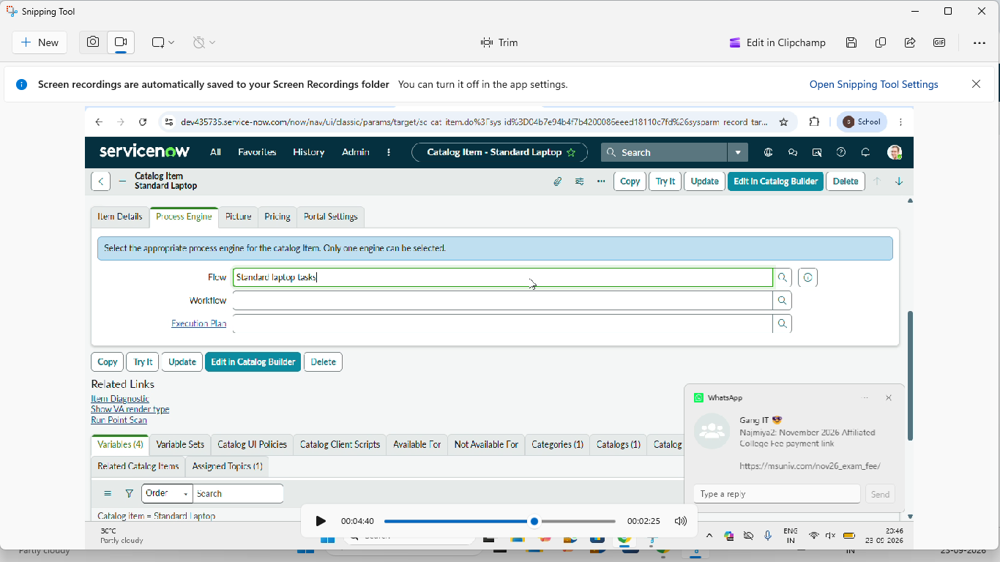 Snipping Tool
New
Trim
Edit in Clipchamp
GIF
Screen recordings are automatically saved to your Screen Recordings folder You can turn it off in the app settings.
Open Snipping Tool Settings
dev435735.service-now.com/now/nav/ui/classic/params/target/sc_cat_item.do%3Fsys_id%3D04b7e94b4f7b4200086eeed18110c7fd%26sysparm_record_tar...
School
servicenow
All
Favorites
History
Admin
Catalog Item - Standard Laptop
Search
Catalog Item
Standard Laptop
Copy
Try It
Update
Edit in Catalog Builder
Delete
Item Details
Process Engine
Picture
Pricing
Portal Settings
Select the appropriate process engine for the catalog Item. Only one engine can be selected.
Flow
Standard laptop tasks
Workflow
Execution Plan
Copy
Try It
Update
Edit in Catalog Builder
Delete
Related Links
Item Diagnostic
Show VA render type
Run Point Scan
Variables (4)
Variable Sets
Catalog UI Policies
Catalog Client Scripts
Available For
Not Available For
Categories (1)
Catalogs (1)
Catalog
Related Catalog Items
Assigned Topics (1)
Order
Search
Catalog item = Standard Laptop
WhatsApp
Gang IT
Najmiya2: November 2026 Affiliated
College Fee payment link
https://msuniv.com/nov26_exam_fee/
Type a reply
Send
00:04:40
00:02:25
30°C
Partly cloudy
ENG
IN
20:46
23-09-2026
Partly cloudy
IN